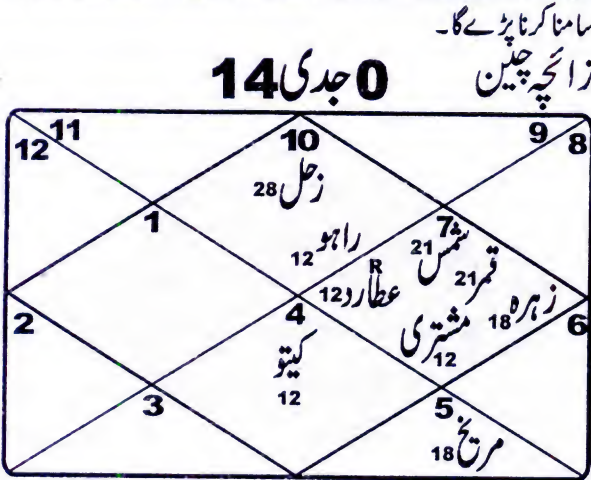 سامنا کرنا پڑے گا۔
زائچہ چین
0 جدی 14
12 11 10 9 8
زحل 28
1 راہو 12 7 شمس 21 قمر 21
R عطارد 12
2 4 زہرہ 18 6
مشتری 12
کیتو 12
3 5
مریخ 18